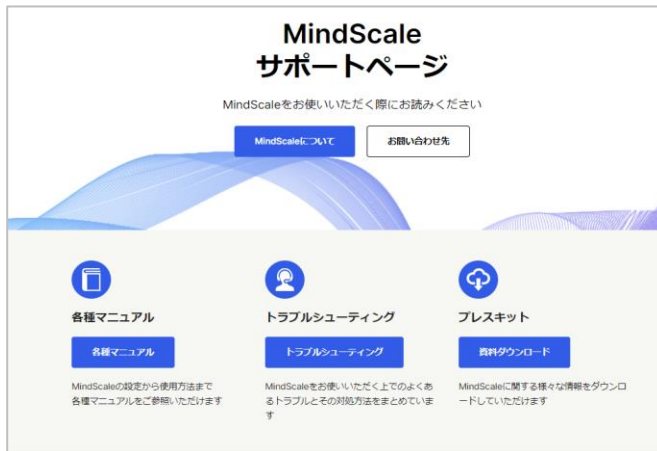 MindScale
サポートページ
MindScaleをお使いいただく際にお読みください
MindScaleについて
お問い合わせ先
各種マニュアル
トラブルシューティング
プレスキット
各種マニュアル
トラブルシューティング
資料ダウンロード
MindScaleの設定から使用方法まで
各種マニュアルをご参照いただけます
MindScaleをお使いいただく上でのよくあ
るトラブルとその対処方法をまとめていま
す
MindScaleに関する様々な情報をダウンロ
ードしていただけます